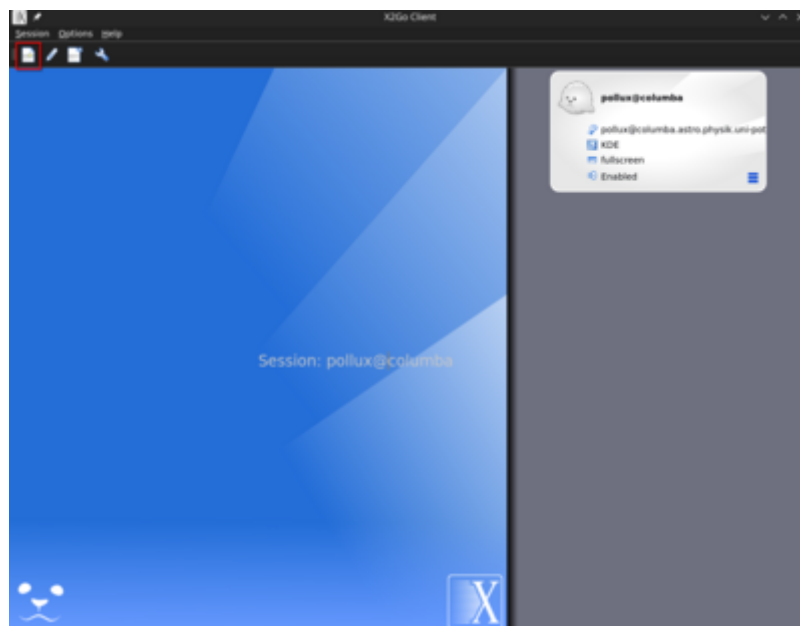 X2Go Client
Session Options Help
pollux@columba
pollux@columba.astro.physik.uni-pot
KDE
fullscreen
Enabled
Session: pollux@columba
X